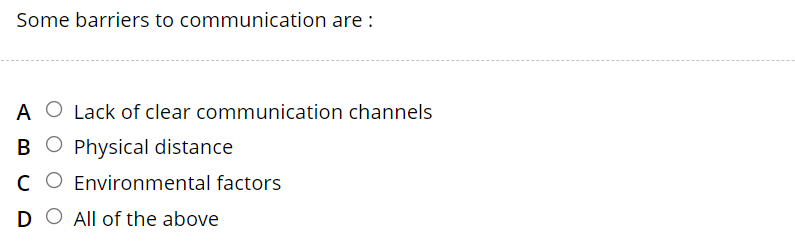 Some barriers to communication are :
A Lack of clear communication channels
B Physical distance
C Environmental factors
D All of the above